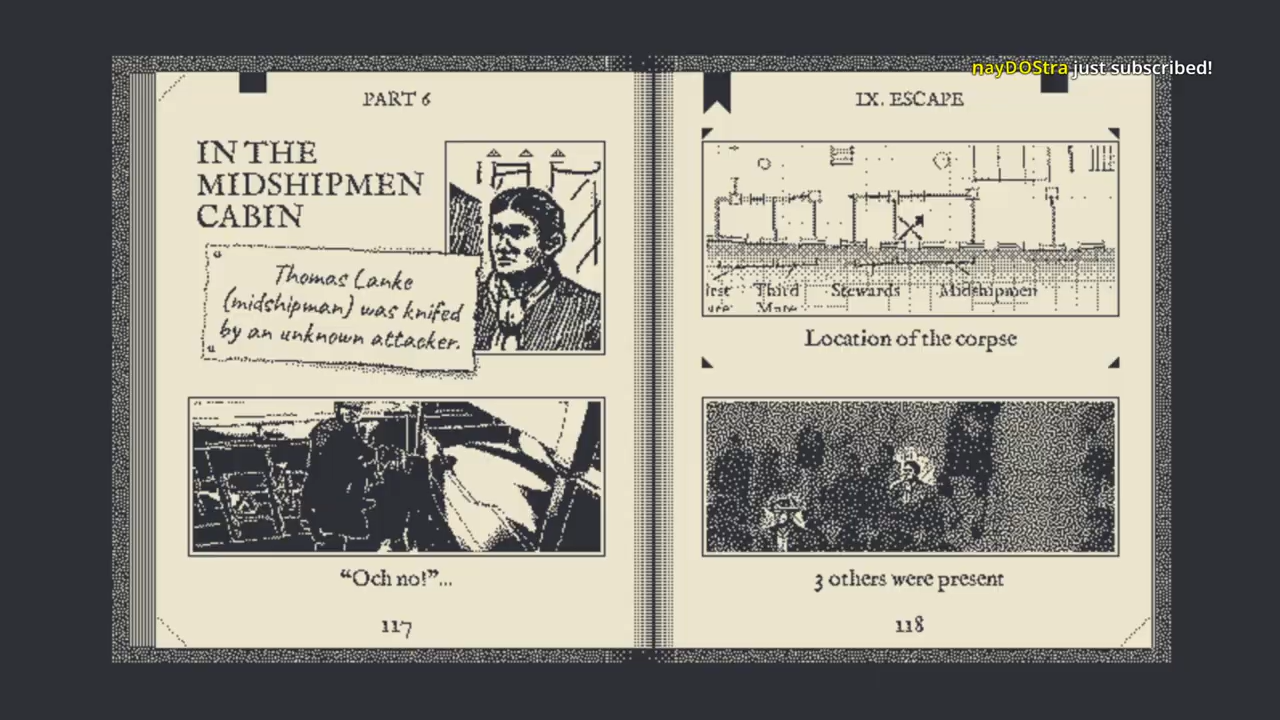 nayDOStra just subscribed!
PART 6
IN THE
MIDSHIPMEN
CABIN
Thomas Lanke
(midshipman) was knifed
by an unknown attacker.
"Och no!"...
117
IX. ESCAPE
Third Stewards Midshipmen
Mate
Location of the corpse
3 others were present
118